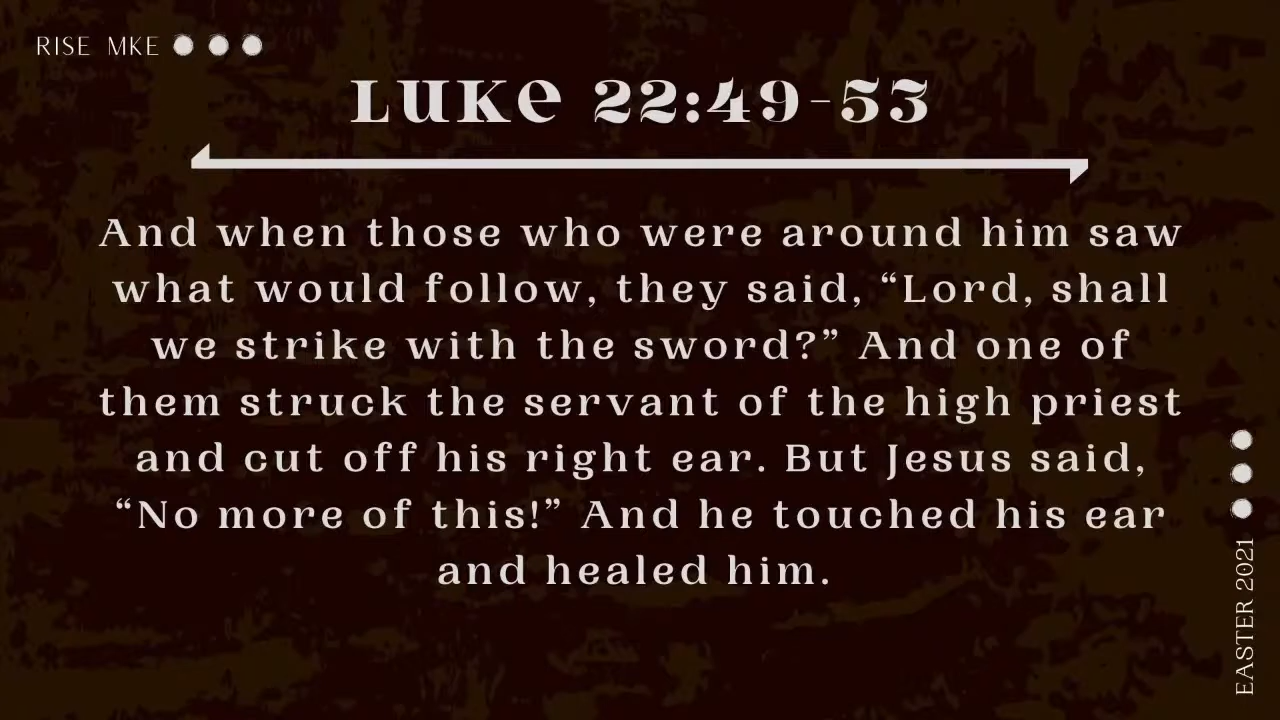 RISE MKE
LUKE 22:49-53
And when those who were around him saw
what would follow, they said, “Lord, shall
we strike with the sword?” And one of
them struck the servant of the high priest
and cut off his right ear. But Jesus said,
“No more of this!” And he touched his ear
and healed him.
EASTER 2021